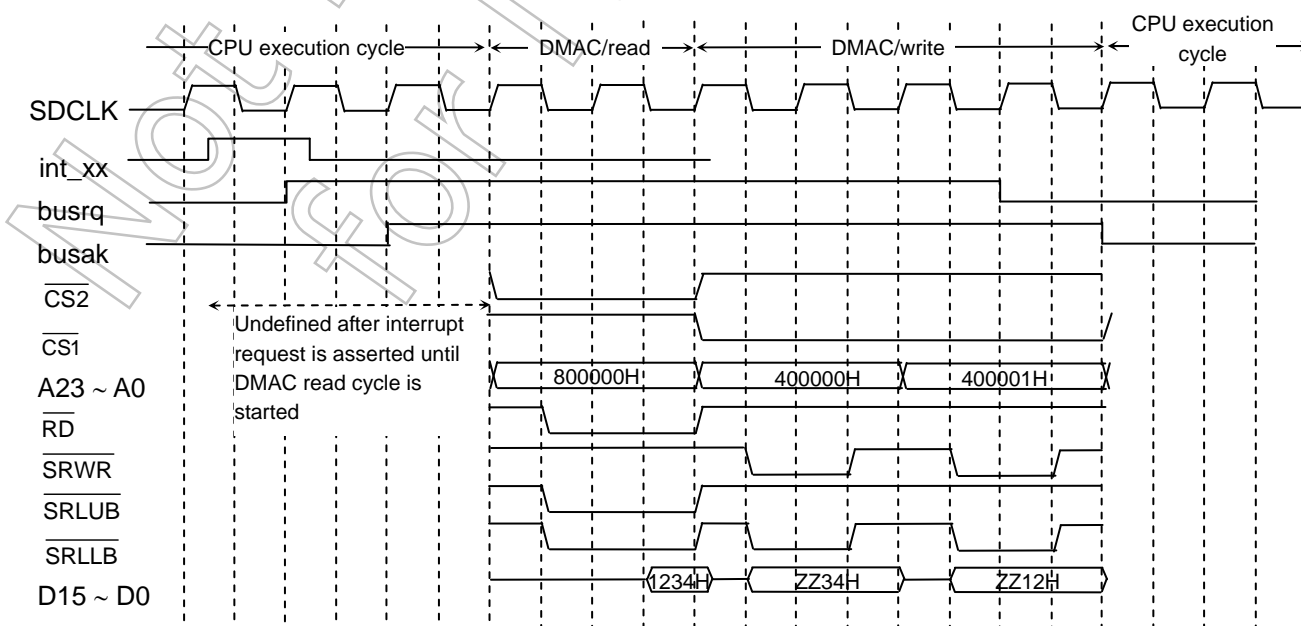 CPU execution cycle
DMAC/read
DMAC/write
CPU execution
cycle
SDCLK
int_xx
busrq
busak
CS2
Undefined after interrupt
request is asserted until
DMAC read cycle is
started
CS1
A23 ~ A0
800000H
400000H
400001H
RD
SRWR
SRLUB
SRLLB
D15 ~ D0
1234H
ZZ34H
ZZ12H
Not
for